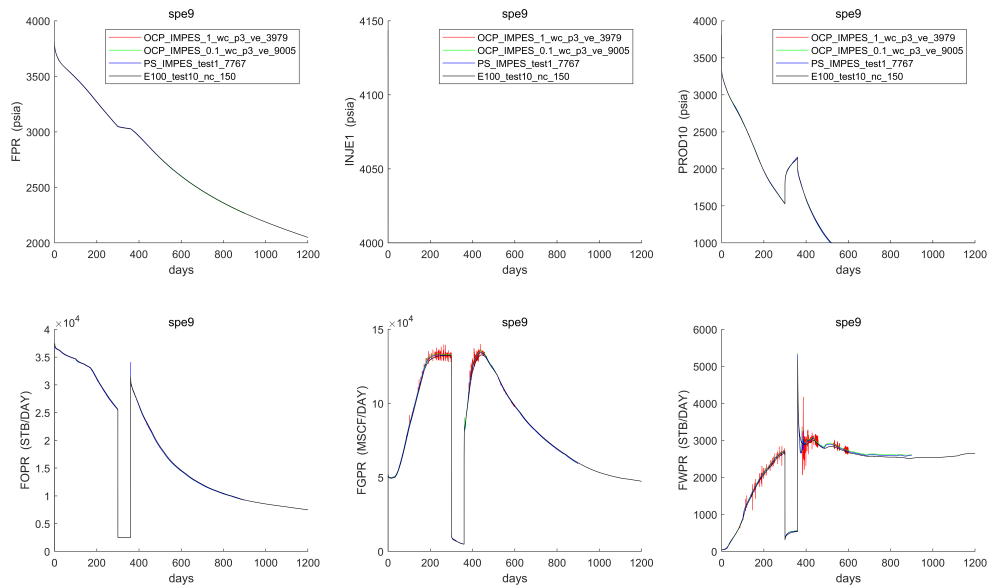 spe9
4000
3500
3000
2500
2000
0 200 400 600 800 1000 1200
FPR (psia)
days
OCP_IMPES_1_wc_p3_ve_3979
OCP_IMPES_0.1_wc_p3_ve_9005
PS_IMPES_test1_7767
E100_test10_nc_150
spe9
4150
4100
4050
4000
0 200 400 600 800 1000 1200
INJE1 (psia)
days
OCP_IMPES_1_wc_p3_ve_3979
OCP_IMPES_0.1_wc_p3_ve_9005
PS_IMPES_test1_7767
E100_test10_nc_150
spe9
4000
3500
3000
2500
2000
1500
1000
0 200 400 600 800 1000 1200
PROD10 (psia)
days
OCP_IMPES_1_wc_p3_ve_3979
OCP_IMPES_0.1_wc_p3_ve_9005
PS_IMPES_test1_7767
E100_test10_nc_150
spe9
×10⁴
4
3.5
3
2.5
2
1.5
1
0.5
0
0 200 400 600 800 1000 1200
FOPR (STB/DAY)
days
spe9
×10⁴
15
10
5
0
0 200 400 600 800 1000 1200
FGPR (MSCF/DAY)
days
spe9
6000
5000
4000
3000
2000
1000
0
0 200 400 600 800 1000 1200
FWPR (STB/DAY)
days